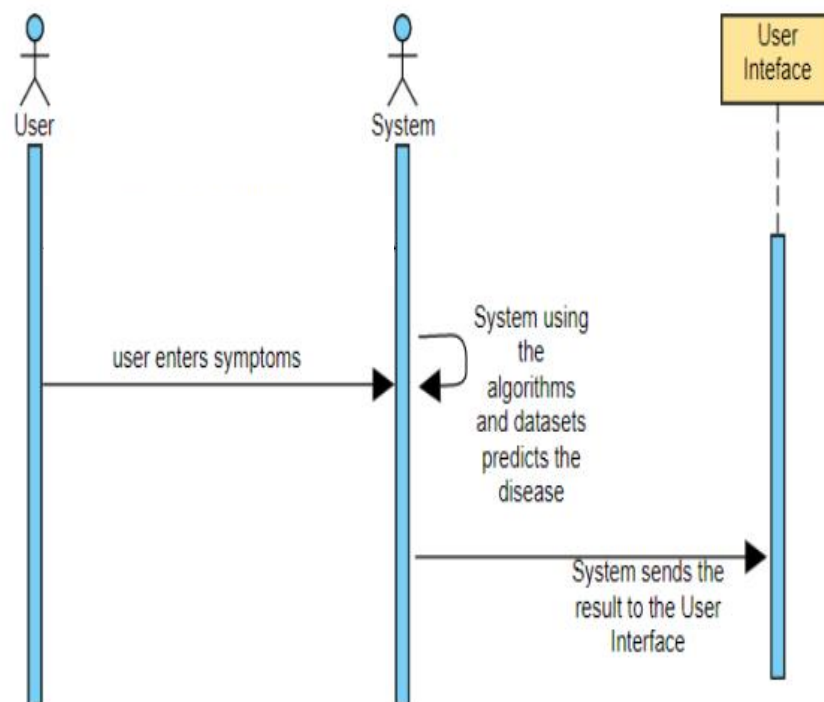 User
Inteface
User
System
System using
the
algorithms
and datasets
predicts the
disease
user enters symptoms
System sends the
result to the User
Interface